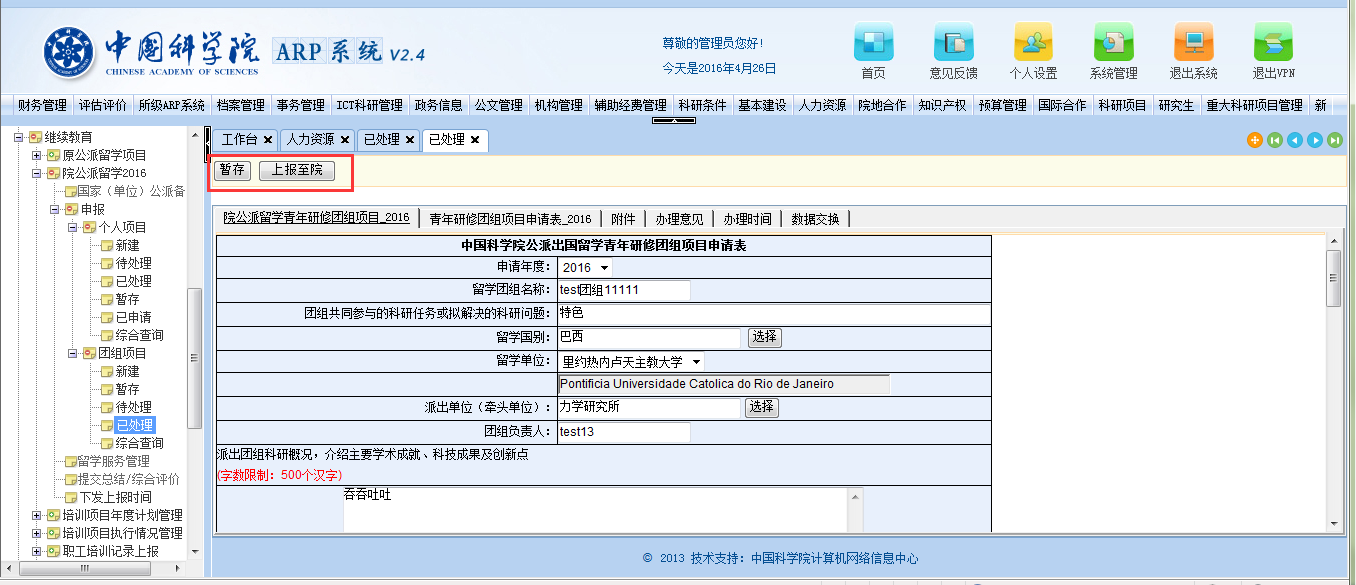 中国科学院 ARP 系统 V2.4
CHINESE ACADEMY OF SCIENCES
尊敬的管理员您好!
今天是2016年4月26日
首页 意见反馈 个人设置 系统管理 退出系统 退出VPN
财务管理 评估评价 所级ARP系统 档案管理 事务管理 ICT科研管理 政务信息 公文管理 机构管理 辅助经费管理 科研条件 基本建设 人力资源 院地合作 知识产权 预算管理 国际合作 科研项目 研究生 重大科研项目管理 新
继续教育
原公派留学项目
院公派留学2016
国家（单位）公派备
申报
个人项目
新建
待处理
已处理
暂存
已申请
综合查询
团组项目
新建
暂存
待处理
已处理
综合查询
留学服务管理
提交总结/综合评价
下发上报时间
培训项目年度计划管理
培训项目执行情况管理
职工培训记录上报
工作台 人力资源 已处理 已处理
暂存 上报至院
院公派留学青年研修团组项目_2016 青年研修团组项目申请表_2016 附件 办理意见 办理时间 数据交换
中国科学院公派出国留学青年研修团组项目申请表
申请年度： 2016
留学团组名称： test团组11111
团组共同参与的科研任务或拟解决的科研问题： 特色
留学国别： 巴西 选择
留学单位： 里约热内卢天主教大学
Pontificia Universidade Catolica do Rio de Janeiro
派出单位（牵头单位）： 力学研究所 选择
团组负责人： test13
派出团组科研概况，介绍主要学术成就、科技成果及创新点
(字数限制：500个汉字)
吞吞吐吐
© 2013 技术支持：中国科学院计算机网络信息中心